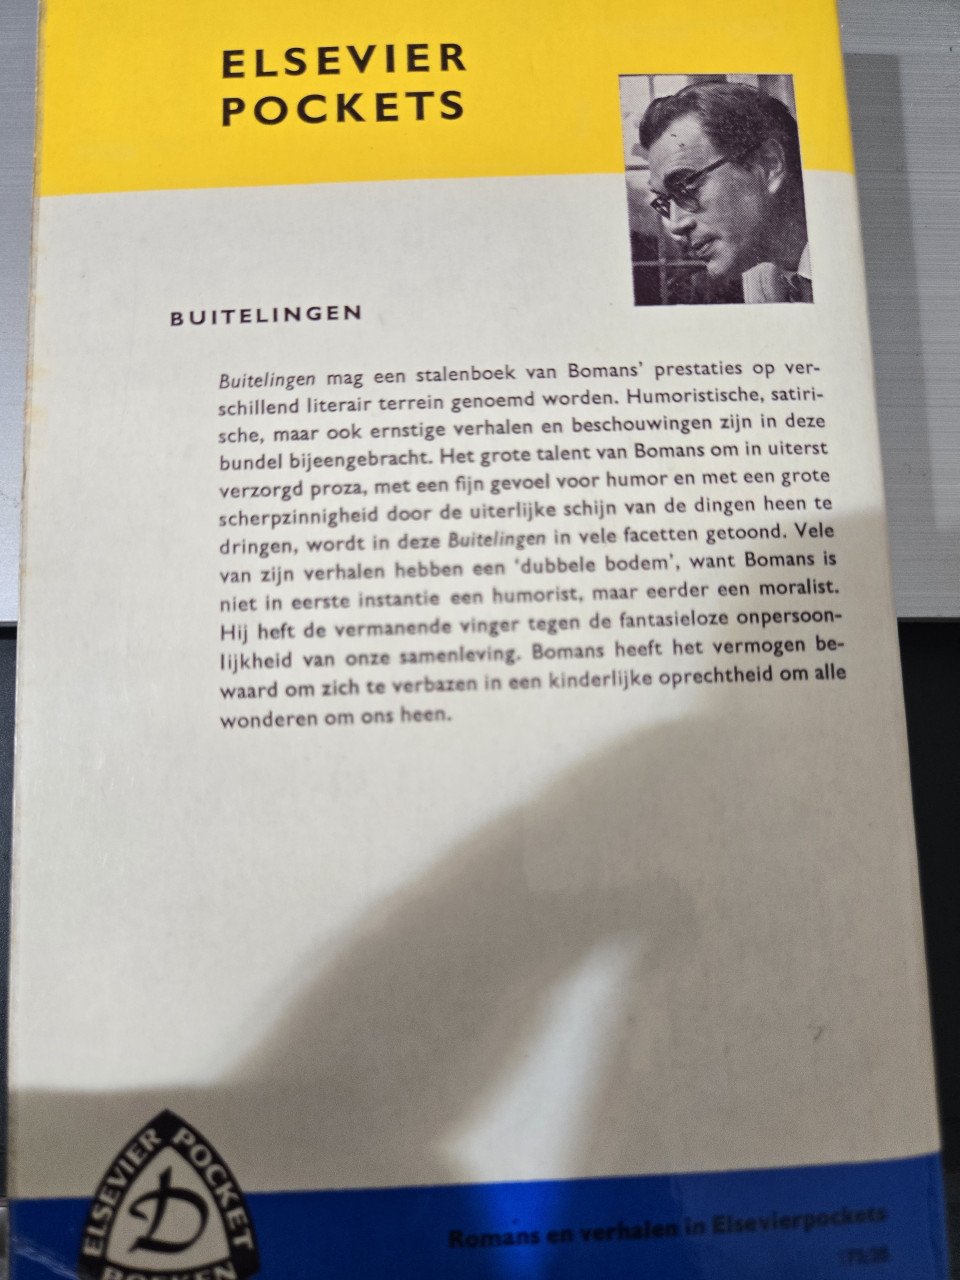 ELSEVIER
POCKETS
BUITELINGEN
Buitelingen mag een stalenboek van Bomans' prestaties op ver-
schillend literair terrein genoemd worden. Humoristische, satiri-
sche, maar ook ernstige verhalen en beschouwingen zijn in deze
bundel bijeengebracht. Het grote talent van Bomans om in uiterst
verzorgd proza, met een fijn gevoel voor humor en met een grote
scherpzinnigheid door de uiterlijke schijn van de dingen heen te
dringen, wordt in deze Buitelingen in vele facetten getoond. Vele
van zijn verhalen hebben een 'dubbele bodem', want Bomans is
niet in eerste instantie een humorist, maar eerder een moralist.
Hij heft de vermanende vinger tegen de fantasieloze onpersoon-
lijkheid van onze samenleving. Bomans heeft het vermogen be-
waard om zich te verbazen in een kinderlijke oprechtheid om alle
wonderen om ons heen.
ELSEVIER POCKET
D
BOEKEN
Romans en verhalen in Elsevierpockets